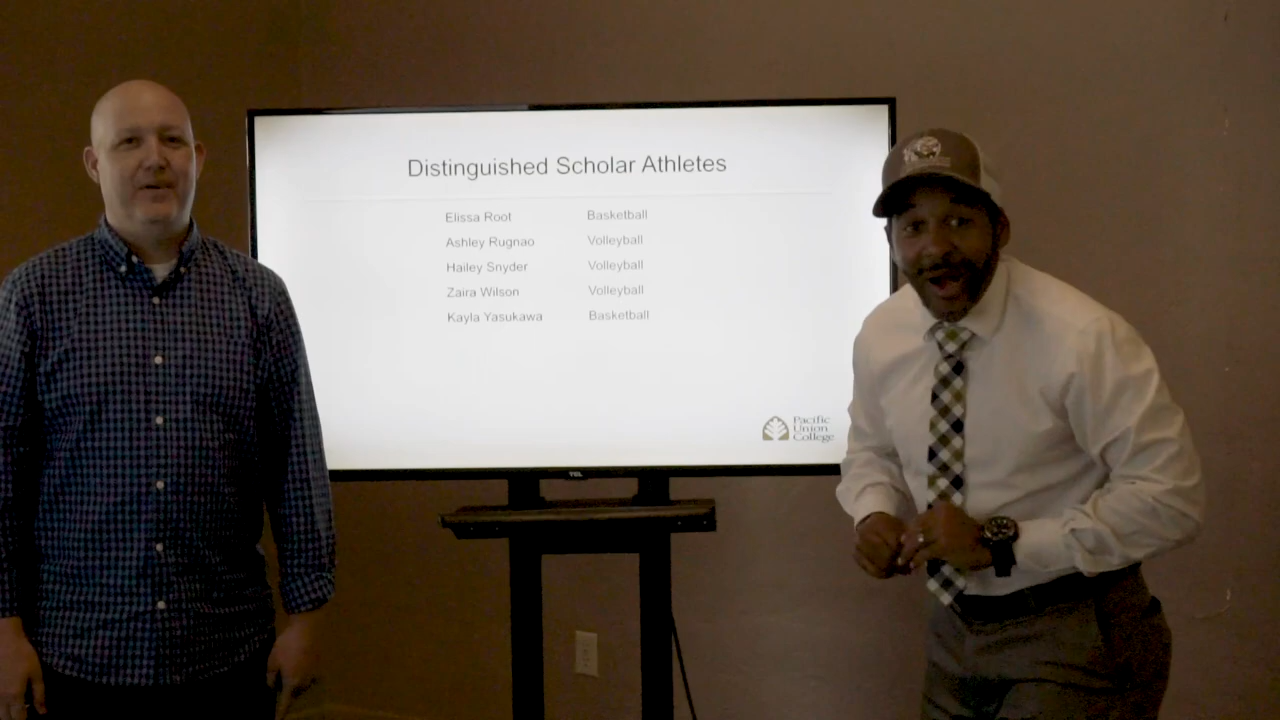 Distinguished Scholar Athletes
Elissa Root Basketball
Ashley Rugnao Volleyball
Hailey Snyder Volleyball
Zaira Wilson Volleyball
Kayla Yasukawa Basketball
Pacific
Union
College
TCL